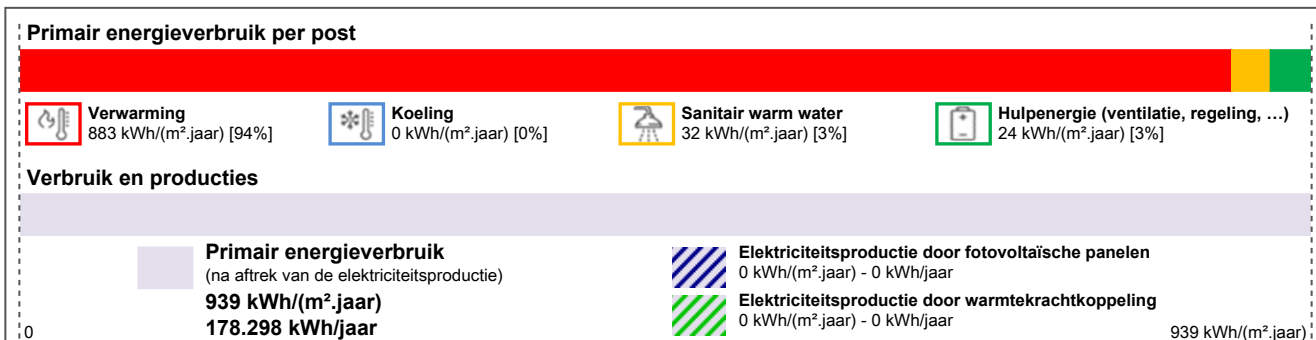 Primair energieverbruik per post
Verwarming
883 kWh/(m².jaar) [94%]
Koeling
0 kWh/(m².jaar) [0%]
Sanitair warm water
32 kWh/(m².jaar) [3%]
Hulpenergie (ventilatie, regeling, …)
24 kWh/(m².jaar) [3%]
Verbruik en producties
Primair energieverbruik
(na aftrek van de elektriciteitsproductie)
939 kWh/(m².jaar)
178.298 kWh/jaar
Elektriciteitsproductie door fotovoltaïsche panelen
0 kWh/(m².jaar) - 0 kWh/jaar
Elektriciteitsproductie door warmtekrachtkoppeling
0 kWh/(m².jaar) - 0 kWh/jaar
0
939 kWh/(m².jaar)